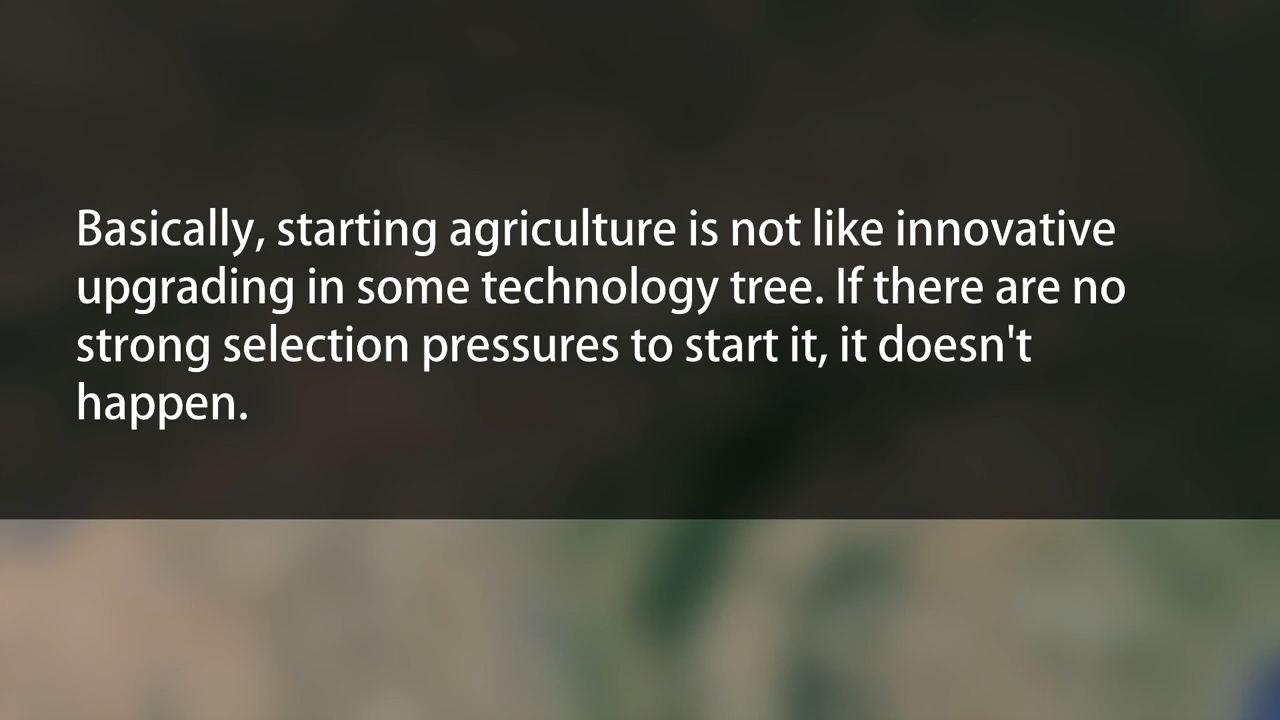 Basically, starting agriculture is not like innovative
upgrading in some technology tree. If there are no
strong selection pressures to start it, it doesn't
happen.